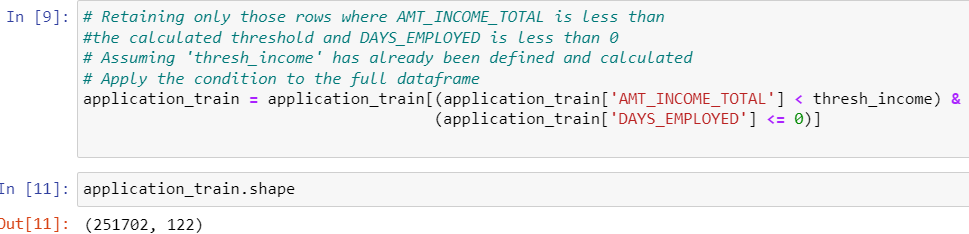 In [9]: # Retaining only those rows where AMT_INCOME_TOTAL is less than
#the calculated threshold and DAYS_EMPLOYED is less than 0
# Assuming 'thresh_income' has already been defined and calculated
# Apply the condition to the full dataframe
application_train = application_train[(application_train['AMT_INCOME_TOTAL'] < thresh_income) &
(application_train['DAYS_EMPLOYED'] <= 0)]
In [11]: application_train.shape
Out[11]: (251702, 122)